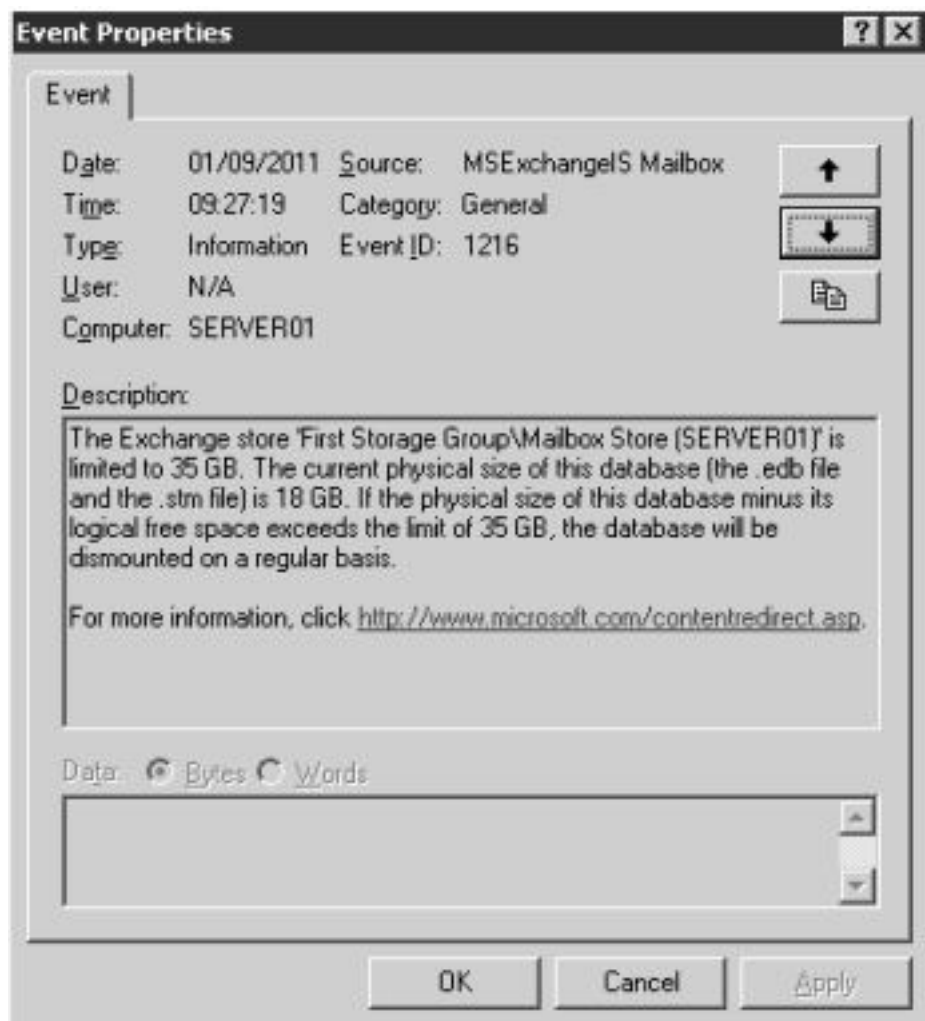 Event Properties
Event
Date: 01/09/2011 Source: MSExchangeIS Mailbox
Time: 09:27:19 Category: General
Type: Information Event ID: 1216
User: N/A
Computer: SERVER01
Description:
The Exchange store 'First Storage Group\Mailbox Store (SERVER01)' is
limited to 35 GB. The current physical size of this database (the .edb file
and the .stm file) is 18 GB. If the physical size of this database minus its
logical free space exceeds the limit of 35 GB, the database will be
dismounted on a regular basis.
For more information, click http://www.microsoft.com/contentredirect.asp.
Data: Bytes Words
OK Cancel Apply